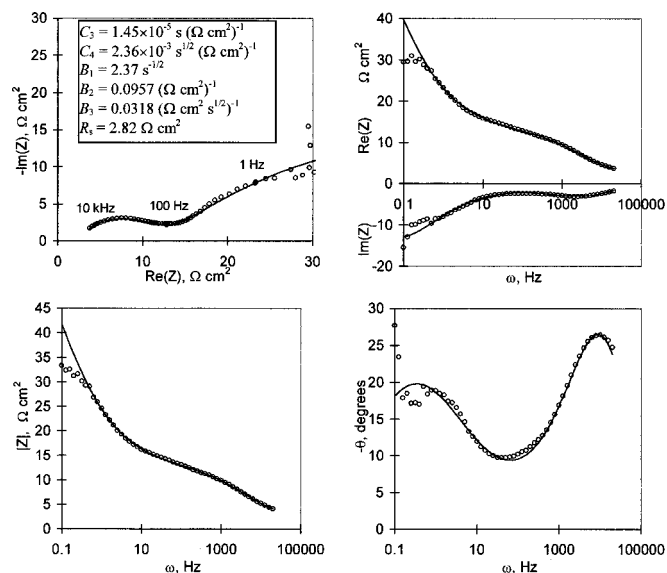 C₃ = 1.45×10⁻⁵ s (Ω cm²)⁻¹
C₄ = 2.36×10⁻³ s¹/² (Ω cm²)⁻¹
B₁ = 2.37 s⁻¹/²
B₂ = 0.0957 (Ω cm²)⁻¹
B₃ = 0.0318 (Ω cm² s¹/²)⁻¹
Rₛ = 2.82 Ω cm²
-Im(Z), Ω cm²
20
15
10
5
0
10 kHz
100 Hz
1 Hz
0
5
10
15
20
25
30
Re(Z), Ω cm²
Re(Z)
Ω cm²
40
30
20
10
0
0.1
10
1000
100000
Im(Z)
-10
-20
ω, Hz
|Z|, Ω cm²
45
40
35
30
25
20
15
10
5
0
0.1
10
1000
100000
ω, Hz
-θ, degrees
30
25
20
15
10
5
0
0.1
10
1000
100000
ω, Hz